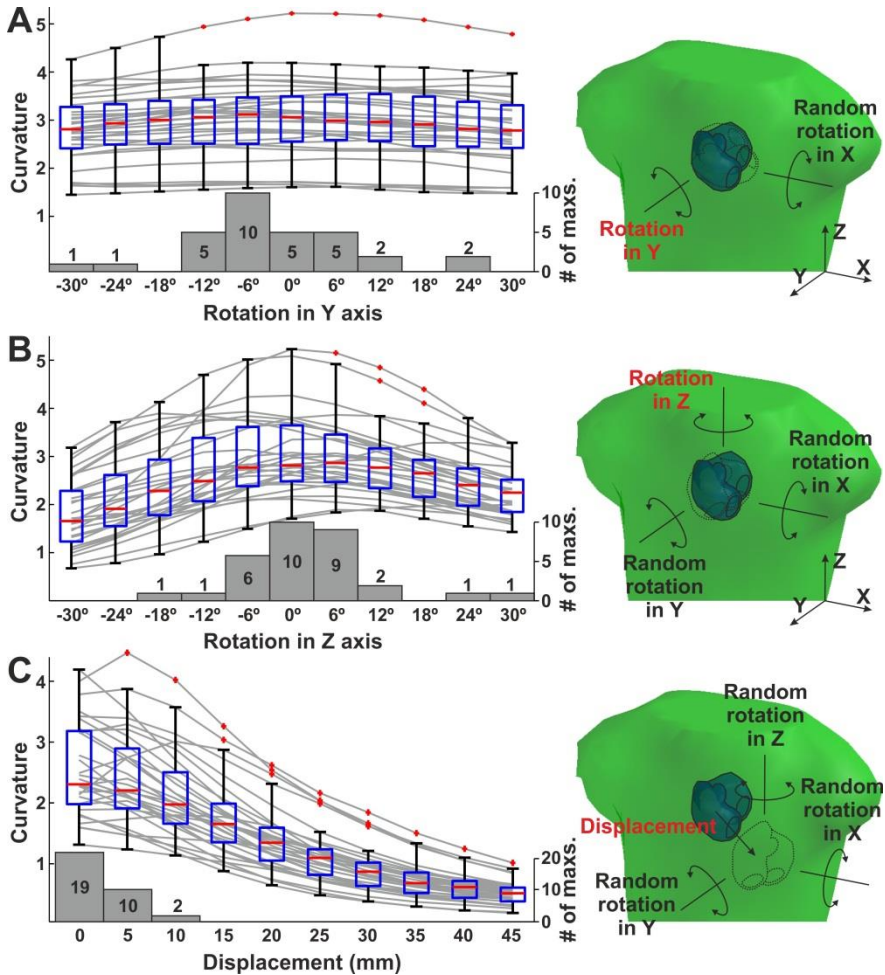 A
5
4
3
2
1
Curvature
1
1
5
10
5
5
2
2
10
5
0
# of maxs.
-30º -24º -18º -12º -6º 0º 6º 12º 18º 24º 30º
Rotation in Y axis
Random
rotation
in X
Rotation
in Y
Z
Y
X
B
5
4
3
2
1
Curvature
1
1
6
10
9
2
1
1
10
5
0
# of maxs.
-30º -24º -18º -12º -6º 0º 6º 12º 18º 24º 30º
Rotation in Z axis
Rotation
in Z
Random
rotation
in X
Random
rotation
in Y
Z
Y
X
C
4
3
2
1
Curvature
19
10
2
20
10
0
# of maxs.
0 5 10 15 20 25 30 35 40 45
Displacement (mm)
Random
rotation
in Z
Random
rotation
in X
Displacement
Random
rotation
in Y